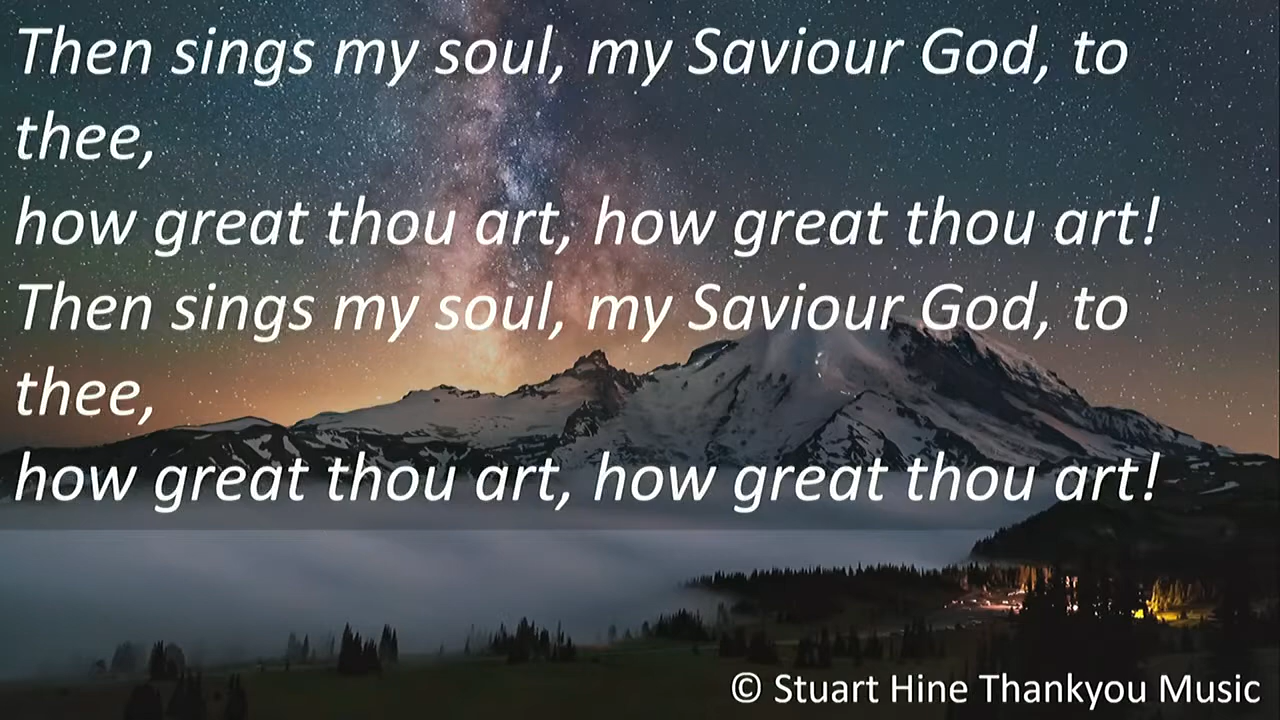 Then sings my soul, my Saviour God, to
thee,
how great thou art, how great thou art!
Then sings my soul, my Saviour God, to
thee,
how great thou art, how great thou art!
© Stuart Hine Thankyou Music